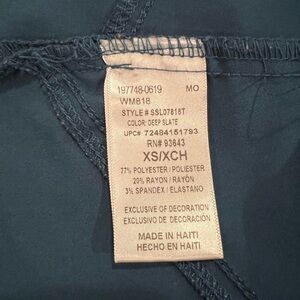 197748-0619 MO
WM818
STYLE # SSL07818T
COLOR: DEEP SLATE
UPC# 72484151793
RN# 93643
XS/XCH
77% POLYESTER / POLIESTER
20% RAYON / RAYÓN
3% SPANDEX / ELASTANO
EXCLUSIVE OF DECORATION
EXCLUSIVO DE DECORACIÓN
MADE IN HAITI
HECHO EN HAITI